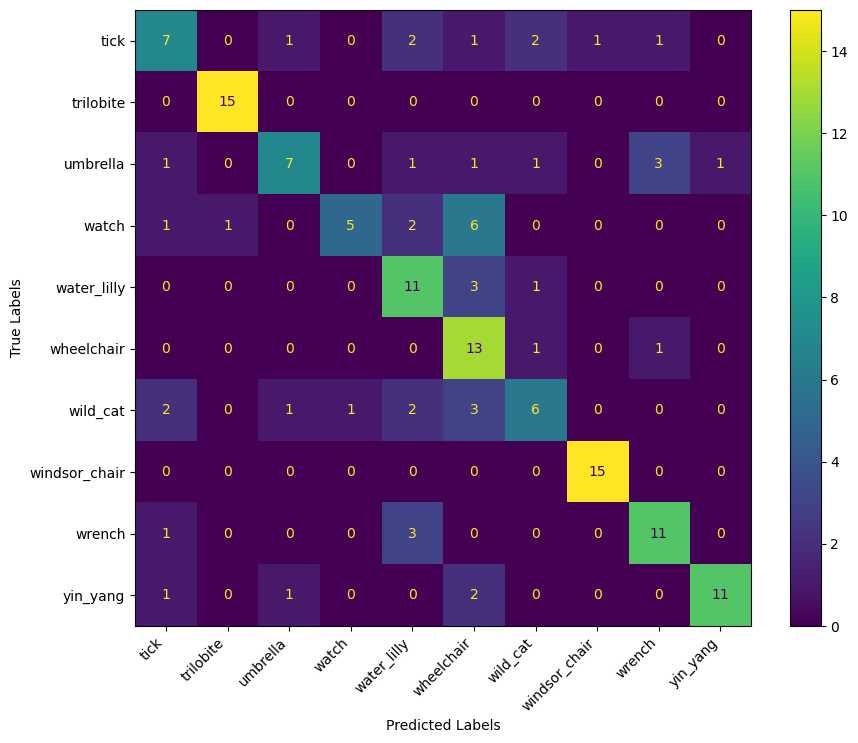 tick 7 0 1 0 2 1 2 1 1 0
trilobite 0 15 0 0 0 0 0 0 0 0
umbrella 1 0 7 0 1 1 1 0 3 1
watch 1 1 0 5 2 6 0 0 0 0
water_lilly 0 0 0 0 11 3 1 0 0 0
wheelchair 0 0 0 0 0 13 1 0 1 0
wild_cat 2 0 1 1 2 3 6 0 0 0
windsor_chair 0 0 0 0 0 0 0 15 0 0
wrench 1 0 0 0 3 0 0 0 11 0
yin_yang 1 0 1 0 0 2 0 0 0 11
tick trilobite umbrella watch water_lilly wheelchair wild_cat windsor_chair wrench yin_yang
Predicted Labels
True Labels
14
12
10
8
6
4
2
0